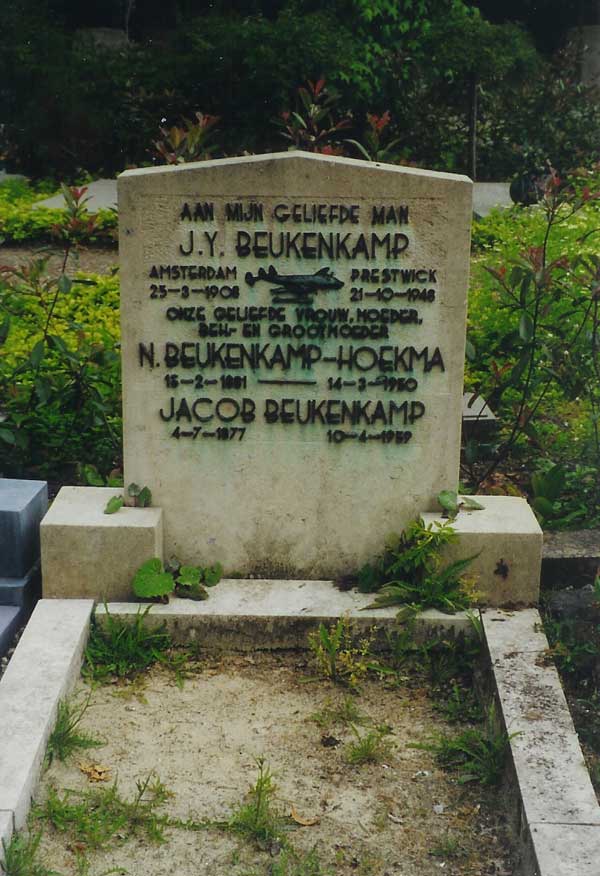 AAN MIJN GELIEFDE MAN
J.Y. BEUKENKAMP
AMSTERDAM PRESTWICK
25-3-1908 21-10-1948
ONZE GELIEFDE VROUW, MOEDER,
BEH- EN GROOTMOEDER
N. BEUKENKAMP-HOEKMA
15-2-1881 — 14-3-1950
JACOB BEUKENKAMP
4-7-1877 10-4-1959